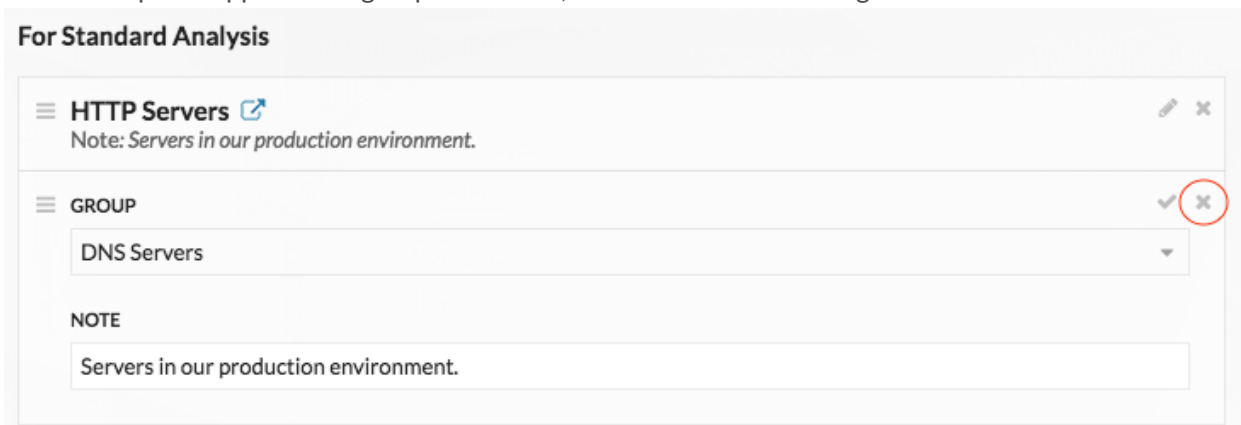 For Standard Analysis
HTTP Servers
Note: Servers in our production environment.
GROUP
DNS Servers
NOTE
Servers in our production environment.